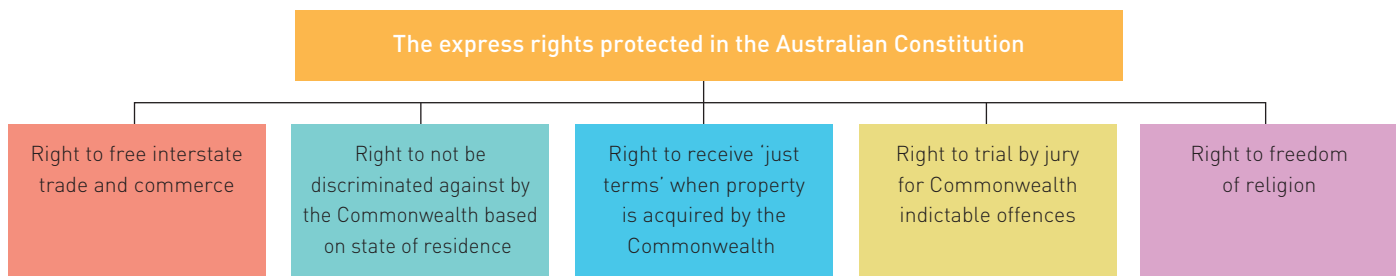 The express rights protected in the Australian Constitution
Right to free interstate
trade and commerce
Right to not be
discriminated against by
the Commonwealth based
on state of residence
Right to receive ‘just
terms’ when property
is acquired by the
Commonwealth
Right to trial by jury
for Commonwealth
indictable offences
Right to freedom
of religion